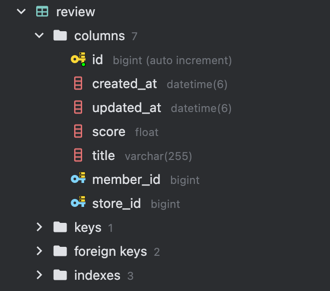 review
columns 7
id bigint (auto increment)
created_at datetime(6)
updated_at datetime(6)
score float
title varchar(255)
member_id bigint
store_id bigint
keys 1
foreign keys 2
indexes 3